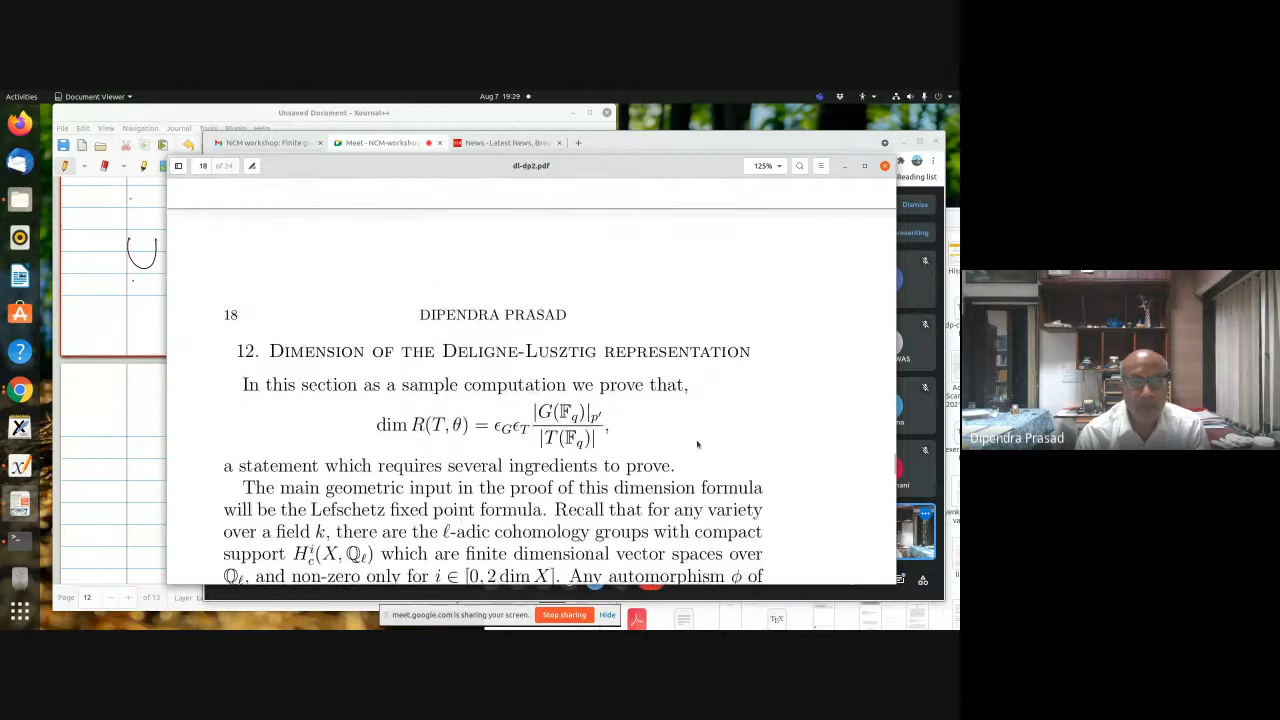 Activities
Document Viewer
Aug 7 19:29
Unsaved Document - Xournal++
File Edit View Navigation Journal Tools Plugin Help
NCM workshop: Finite g
Meet - NCM-workshop
News - Latest News, Brea
18 of 24
dl-dp2.pdf
125%
Reading list
Dismiss
resenting
18
DIPENDRA PRASAD
12. DIMENSION OF THE DELIGNE-LUSZTIG REPRESENTATION
In this section as a sample computation we prove that,
dim R(T, θ) = ϵ_G ϵ_T |G(𝔽_q)|_{p′} / |T(𝔽_q)|,
a statement which requires several ingredients to prove.
The main geometric input in the proof of this dimension formula
will be the Lefschetz fixed point formula. Recall that for any variety
over a field k, there are the ℓ-adic cohomology groups with compact
support H_c^i(X, ℚ_ℓ) which are finite dimensional vector spaces over
ℚ_ℓ, and non-zero only for i ∈ [0, 2 dim X]. Any automorphism ϕ of
WAS
ma
mani
Page 12 of 13 Layer
meet.google.com is sharing your screen.
Stop sharing
Hide
TEX
Dipendra Prasad